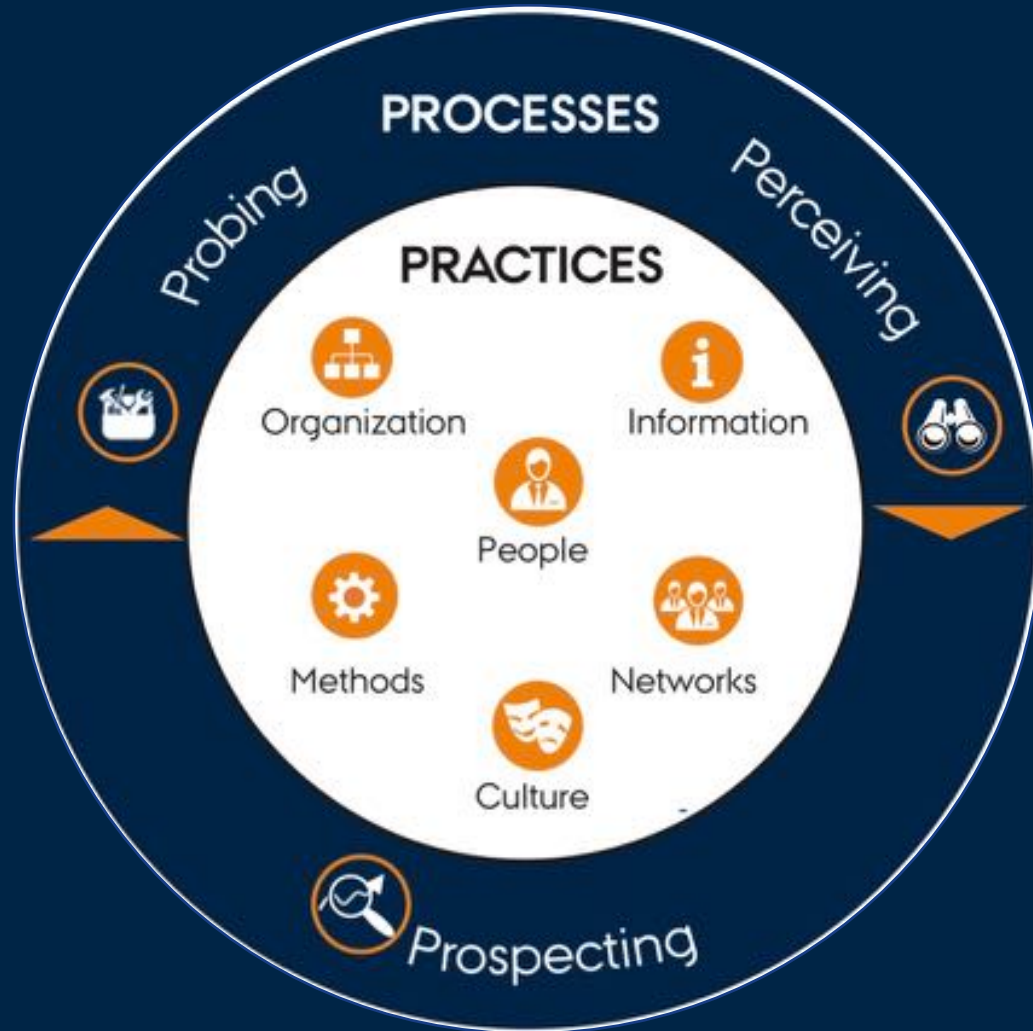 PROCESSES
Probing
Perceiving
PRACTICES
Organization
Information
People
Methods
Networks
Culture
Prospecting